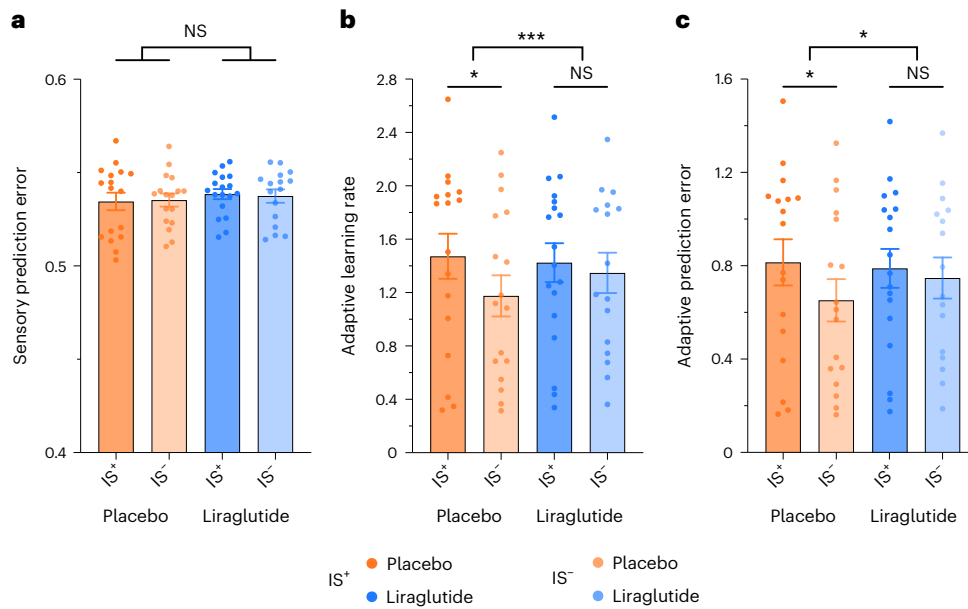 a
NS
Sensory prediction error
0.6
0.5
0.4
IS⁺
IS⁻
IS⁺
IS⁻
Placebo
Liraglutide
b
***
*
NS
Adaptive learning rate
2.8
2.4
2.0
1.6
1.2
0.8
0.4
0
IS⁺
IS⁻
IS⁺
IS⁻
Placebo
Liraglutide
c
*
*
NS
Adaptive prediction error
1.6
1.2
0.8
0.4
0
IS⁺
IS⁻
IS⁺
IS⁻
Placebo
Liraglutide
IS⁺
Placebo
Liraglutide
IS⁻
Placebo
Liraglutide